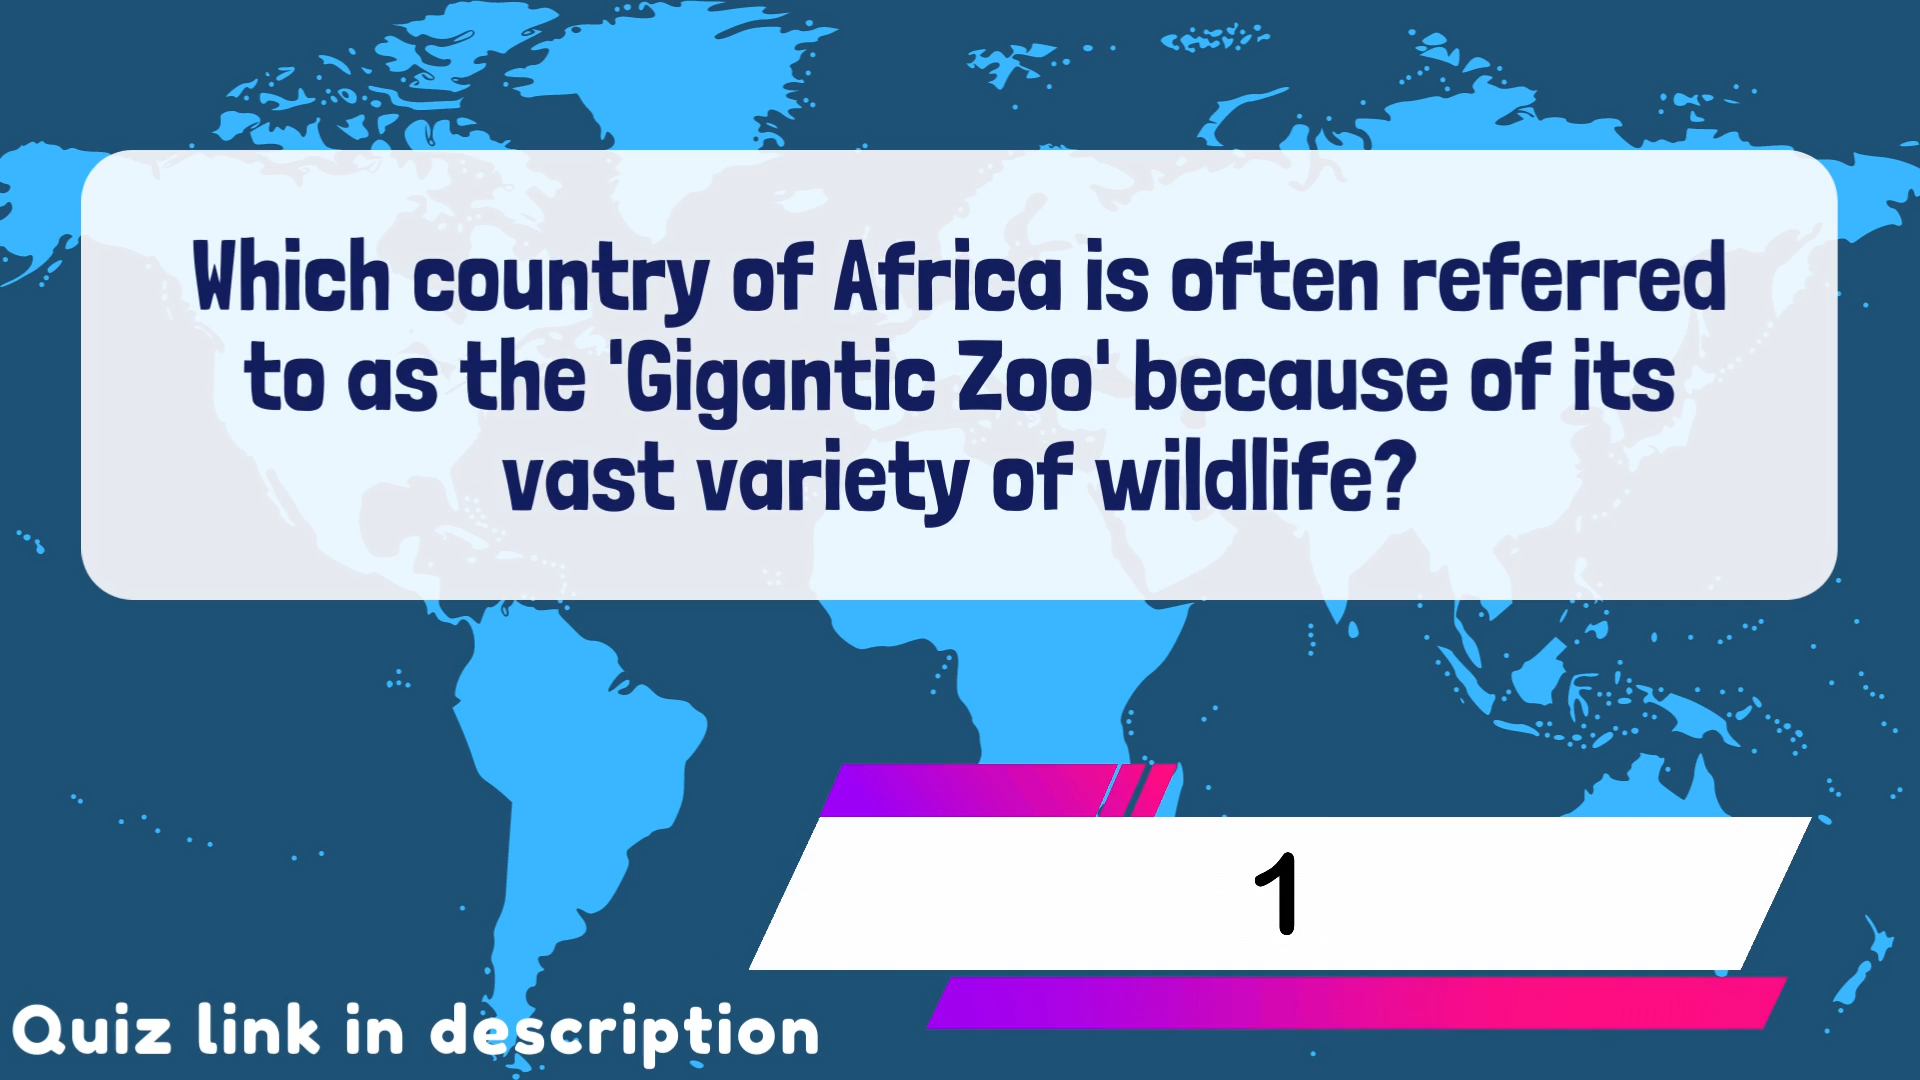 Which country of Africa is often referred
to as the 'Gigantic Zoo' because of its
vast variety of wildlife?
1
Quiz link in description